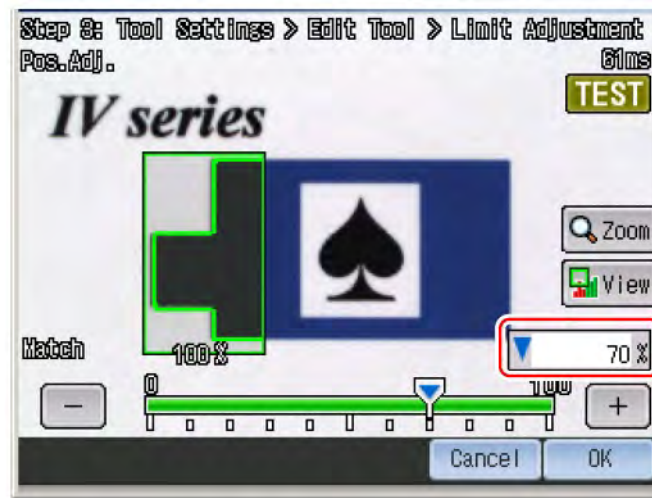 Step 3: Tool Settings > Edit Tool > Limit Adjustment
Pos.Adj.
61ms
TEST
IV series
Zoom
View
Match
100%
70 %
0
100
−
+
Cancel
OK